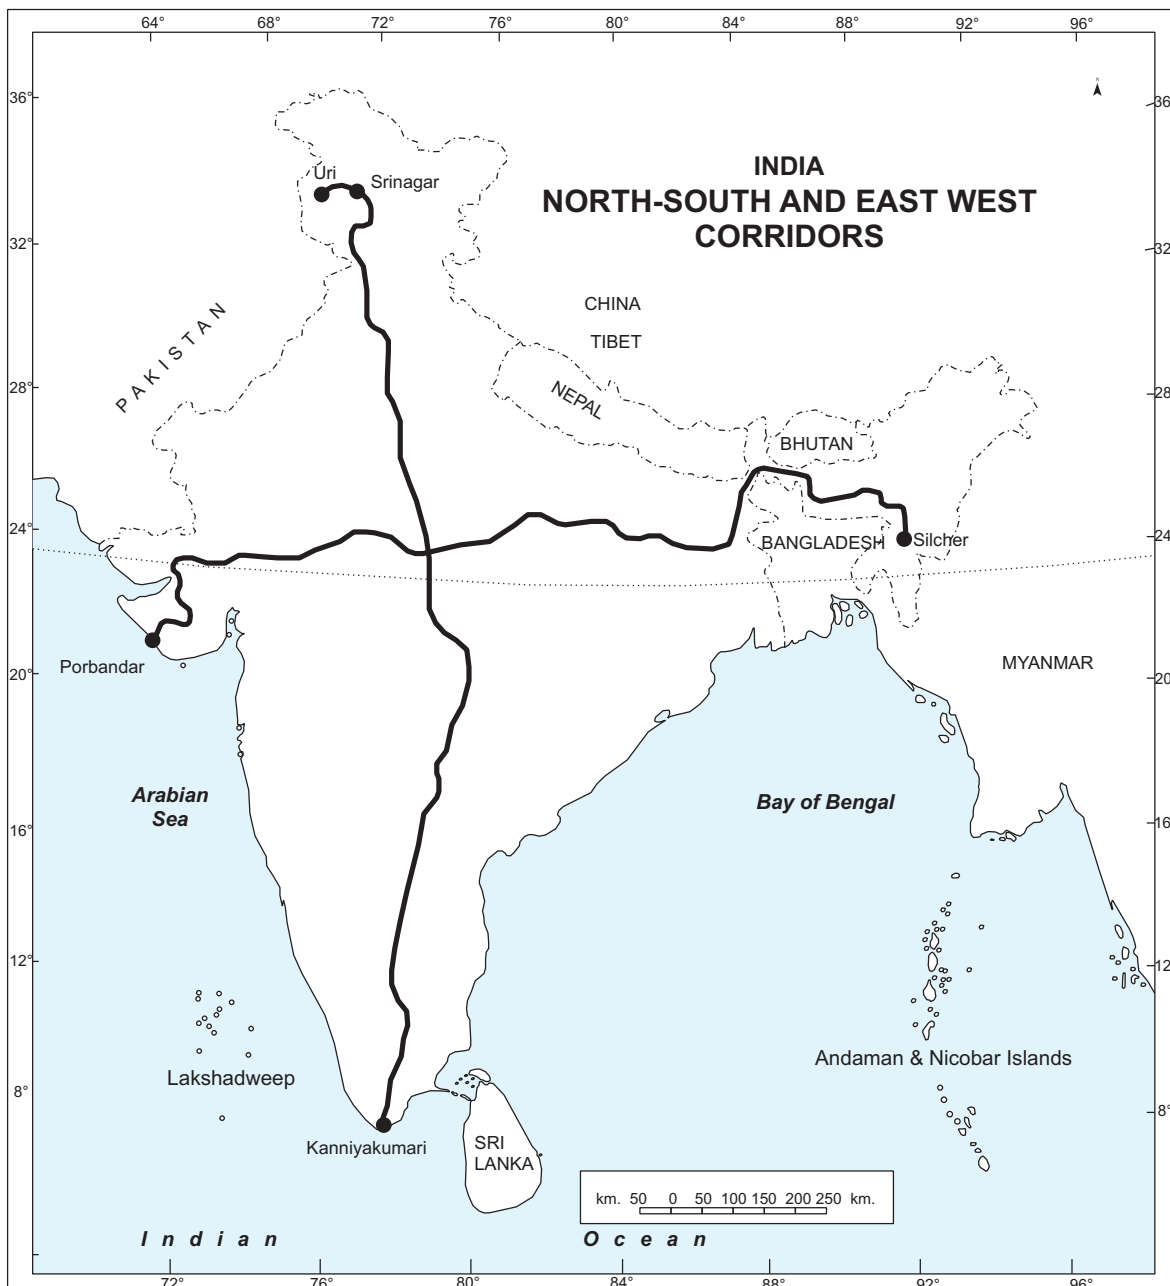 64° 68° 72° 76° 80° 84° 88° 92° 96°
36° 36
N
INDIA
NORTH-SOUTH AND EAST WEST
CORRIDORS
Uri
Srinagar
32° 32
CHINA
TIBET
PAKISTAN
NEPAL
28° 28
BHUTAN
24° 24
BANGLADESH
Silcher
Porbandar
20° 20
MYANMAR
Arabian
Sea
Bay of Bengal
16° 16
12° 12
Lakshadweep
Andaman & Nicobar Islands
8° 8°
Kanniyakumari
SRI
LANKA
km. 50 0 50 100 150 200 250 km.
Indian Ocean
72° 76° 80° 84° 88° 92° 96°